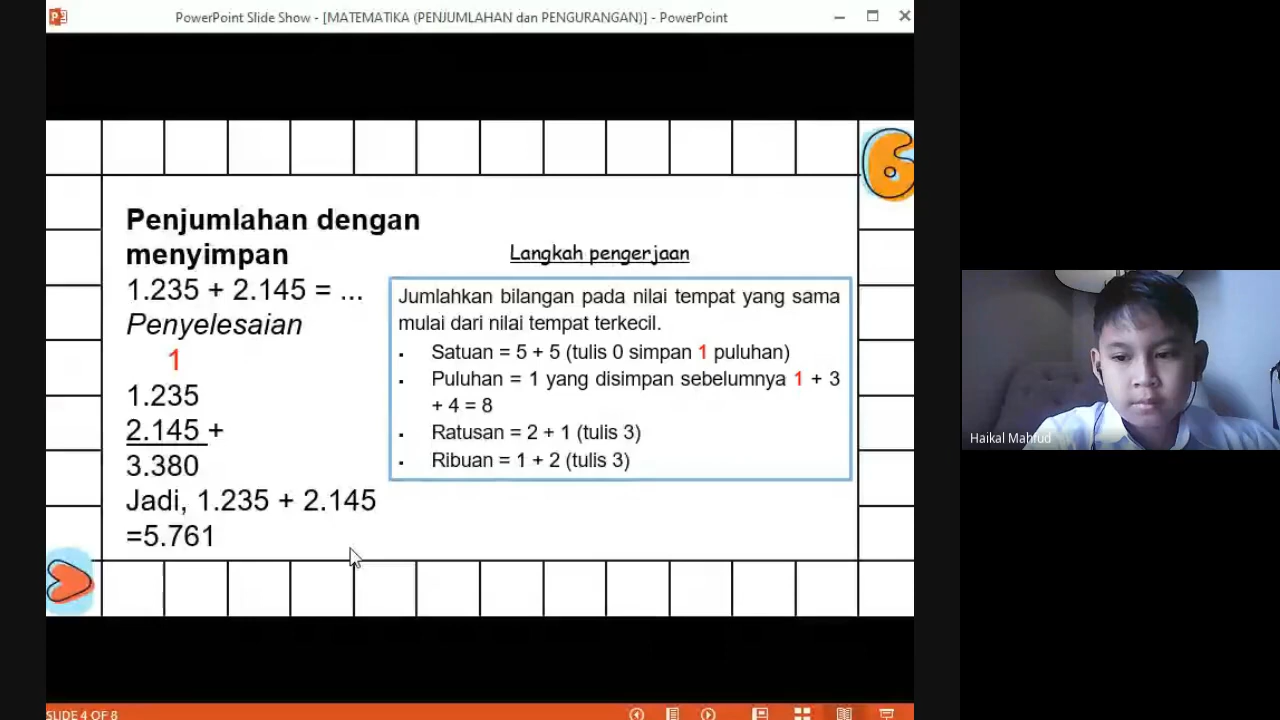 PowerPoint Slide Show - [MATEMATIKA (PENJUMLAHAN dan PENGURANGAN)] - PowerPoint
6
Penjumlahan dengan
menyimpan
1.235 + 2.145 = ...
Penyelesaian
1
1.235
2.145 +
3.380
Jadi, 1.235 + 2.145
=5.761
Langkah pengerjaan
Jumlahkan bilangan pada nilai tempat yang sama
mulai dari nilai tempat terkecil.
Satuan = 5 + 5 (tulis 0 simpan 1 puluhan)
Puluhan = 1 yang disimpan sebelumnya 1 + 3
+ 4 = 8
Ratusan = 2 + 1 (tulis 3)
Ribuan = 1 + 2 (tulis 3)
Haikal Mahfud
SLIDE 4 OF 8